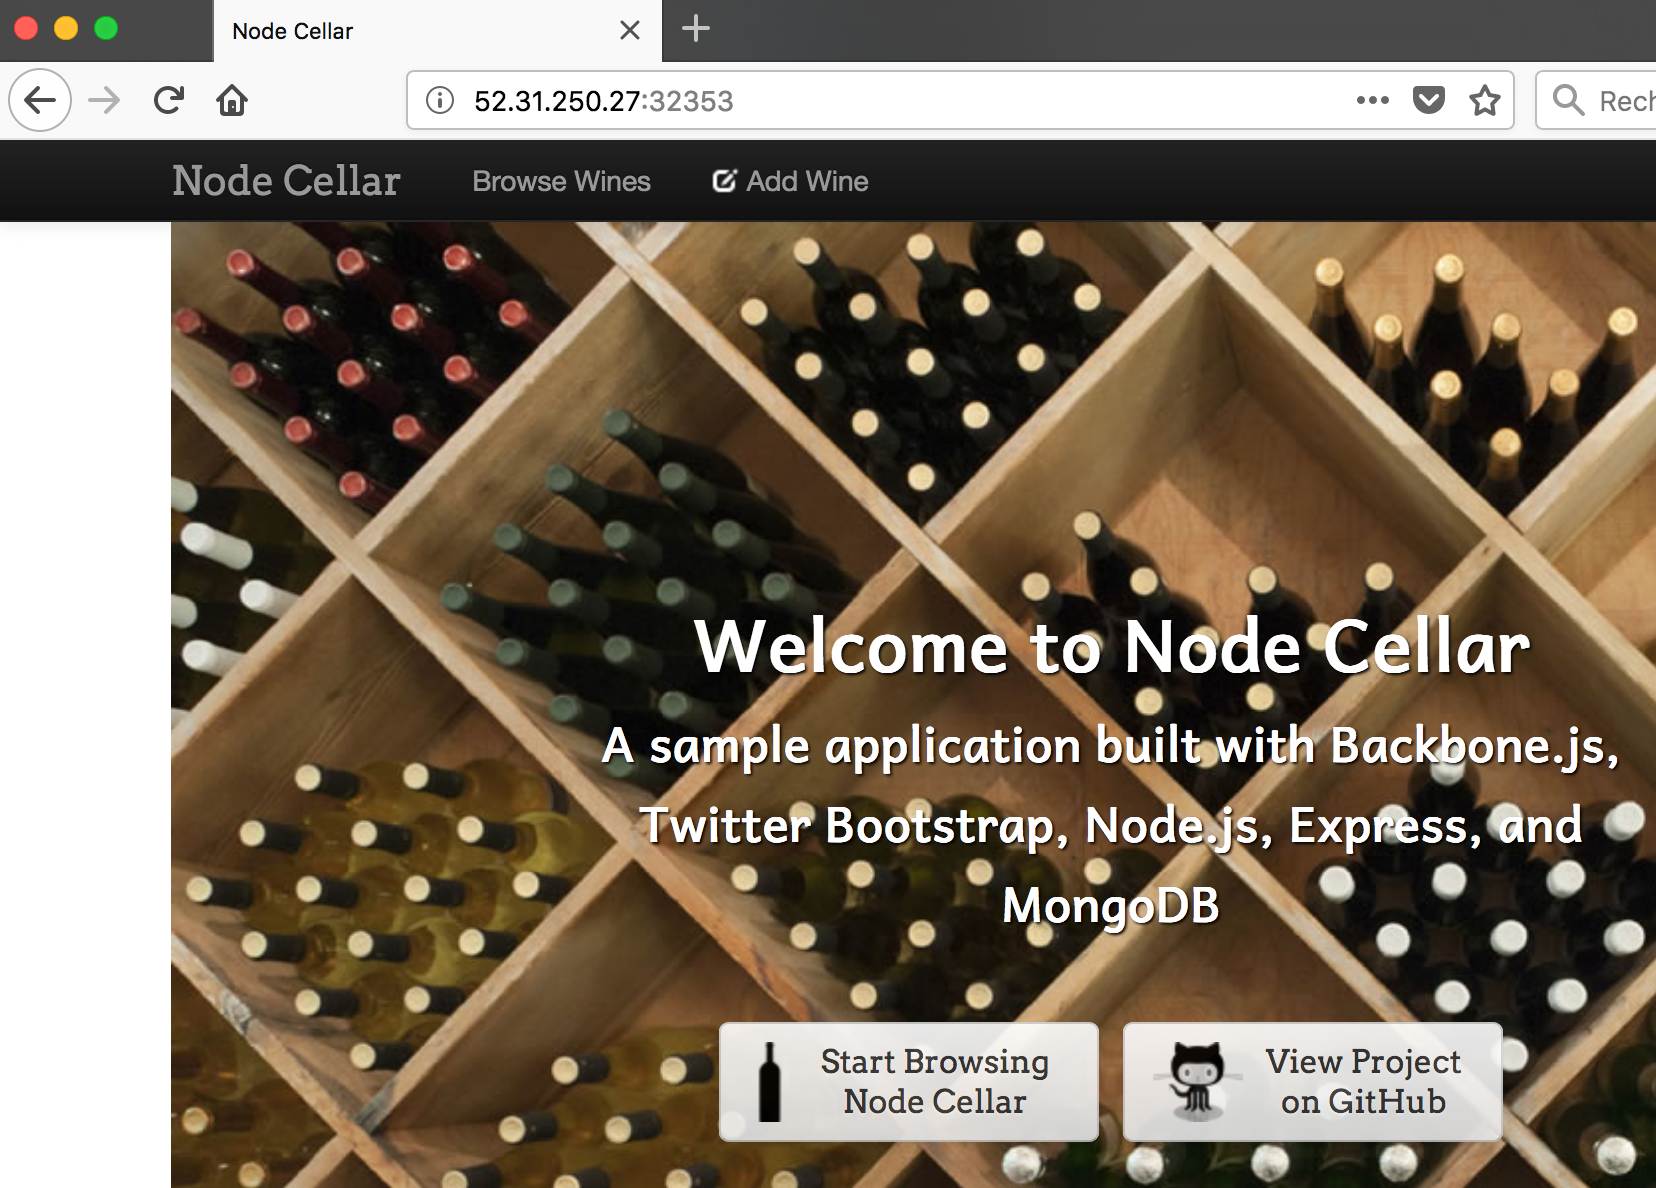 Node Cellar
52.31.250.27:32353
Rech
Node Cellar
Browse Wines
Add Wine
Welcome to Node Cellar
A sample application built with Backbone.js,
Twitter Bootstrap, Node.js, Express, and
MongoDB
Start Browsing
Node Cellar
View Project
on GitHub